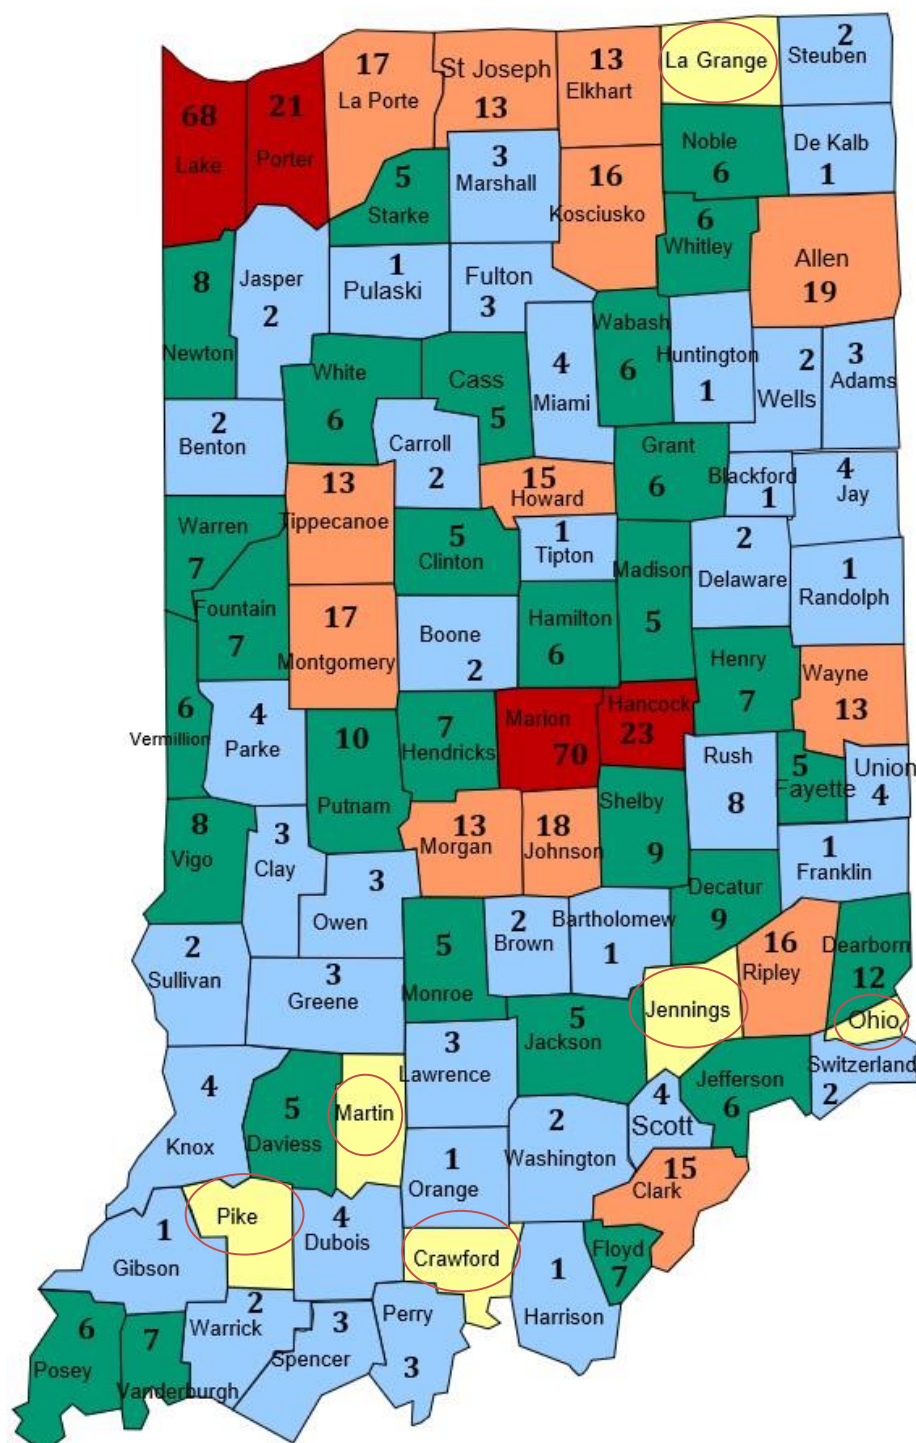 17
La Porte
St Joseph
13
13
Elkhart
La Grange
2
Steuben
68
Lake
21
Porter
5
Starke
3
Marshall
16
Kosciusko
Noble
6
De Kalb
1
6
Whitley
Allen
19
8
Newton
Jasper
2
1
Pulaski
Fulton
3
4
Miami
Wabash
6
Huntington
1
2
Wells
3
Adams
White
6
Cass
5
2
Benton
Carroll
2
Grant
6
Blackford
1
4
Jay
13
Tippecanoe
15
Howard
Warren
7
5
Clinton
1
Tipton
Madison
5
2
Delaware
1
Randolph
Fountain
7
17
Montgomery
Boone
2
Hamilton
6
Henry
7
Wayne
13
6
Vermillion
4
Parke
10
Putnam
7
Hendricks
Marion
70
Hancock
23
Rush
8
5
Fayette
Union
4
8
Vigo
3
Clay
13
Morgan
18
Johnson
Shelby
9
1
Franklin
3
Owen
Decatur
9
2
Sullivan
3
Greene
5
Monroe
2
Brown
Bartholomew
1
16
Ripley
Dearborn
12
Jennings
Ohio
5
Jackson
3
Lawrence
Switzerland
2
4
Knox
5
Daviess
Martin
Jefferson
6
4
Scott
2
Washington
1
Orange
15
Clark
Pike
4
Dubois
1
Gibson
Crawford
Floyd
7
1
Harrison
2
Warrick
3
Spencer
Perry
3
6
Posey
7
Vanderburgh